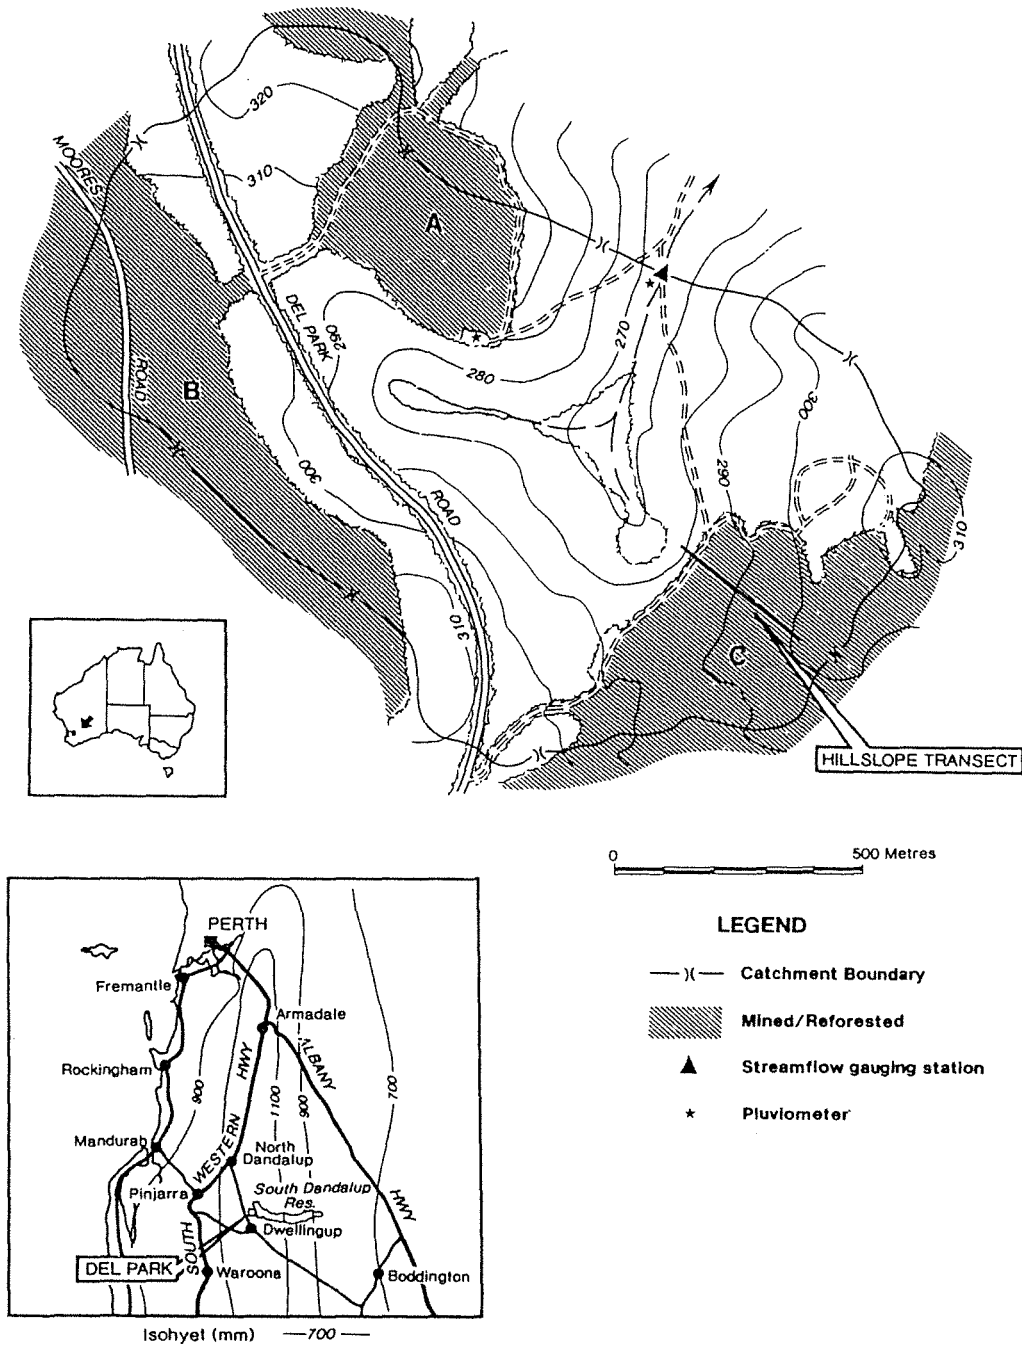 320
MOORES
310
A
DEL PARK
290
270
280
ROAD
B
300
300
ROAD
290
310
310
C
HILLSLOPE TRANSECT
0 500 Metres
LEGEND
Catchment Boundary
Mined/Reforested
Streamflow gauging station
Pluviometer
PERTH
Fremantle
Armadale
Rockingham
HWY
ALBANY
900
1100
900
700
Mandurah
WESTERN
North
Dandalup
Pinjarra
South Dandalup
Res.
HWY
SOUTH
Dwellingup
DEL PARK
Waroona
Boddington
Isohyet (mm) —700—